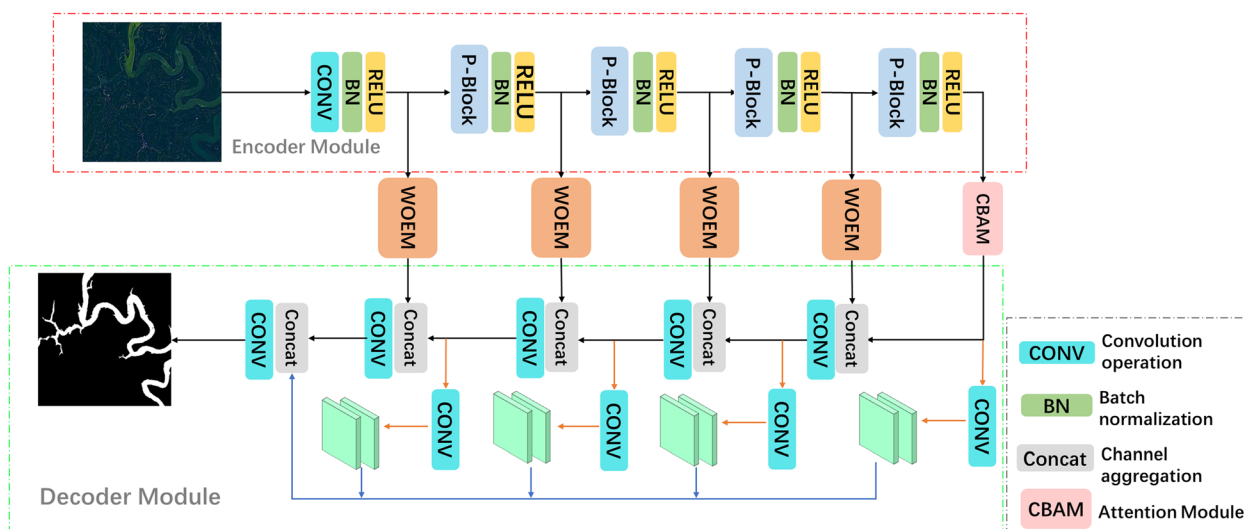 CONV
BN
RELU
P-Block
BN
RELU
P-Block
BN
RELU
P-Block
BN
RELU
P-Block
BN
RELU
Encoder Module
WOEM
WOEM
WOEM
WOEM
CBAM
CONV
Concat
CONV
Concat
CONV
Concat
CONV
Concat
CONV
Concat
CONV
CONV
CONV
CONV
Decoder Module
CONV
Convolution
operation
BN
Batch
normalization
Concat
Channel
aggregation
CBAM
Attention Module